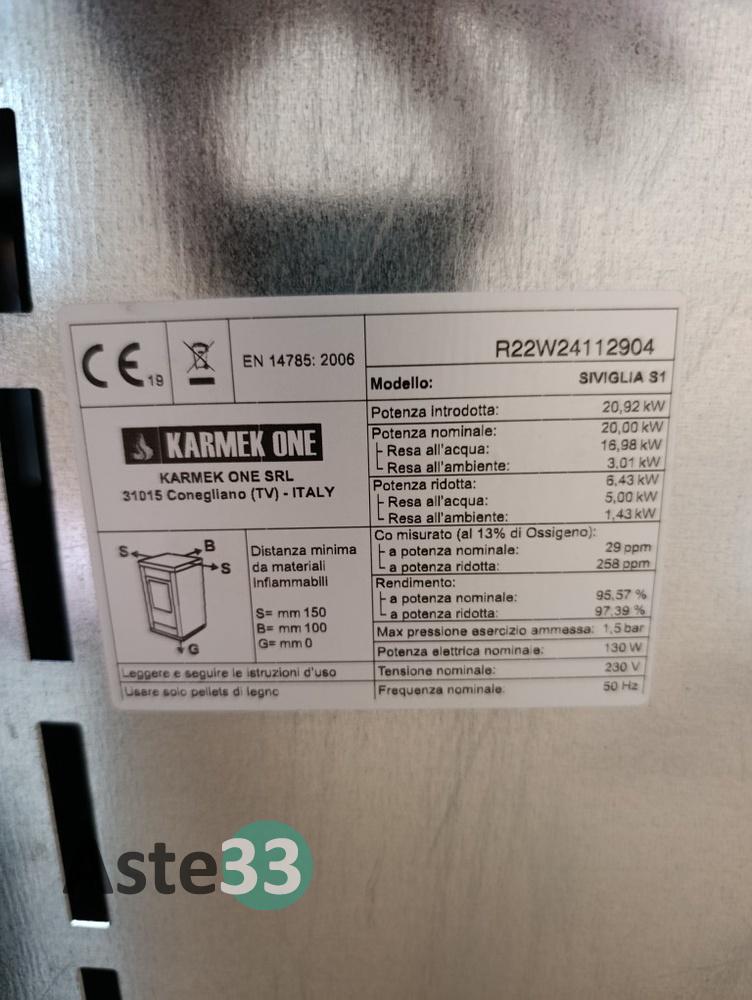 CE 19
EN 14785: 2006
R22W24112904
Modello: SIVIGLIA S1
KARMEK ONE
KARMEK ONE SRL
31015 Conegliano (TV) - ITALY
Potenza introdotta: 20,92 kW
Potenza nominale: 20,00 kW
Resa all'acqua: 16,98 kW
Resa all'ambiente: 3,01 kW
Potenza ridotta: 6,43 kW
Resa all'acqua: 5,00 kW
Resa all'ambiente: 1,43 kW
S B
S
G
Distanza minima
da materiali
infiammabili
S= mm 150
B= mm 100
G= mm 0
Co misurato (al 13% di Ossigeno):
a potenza nominale: 29 ppm
a potenza ridotta: 258 ppm
Rendimento:
a potenza nominale: 95,57 %
a potenza ridotta: 97,39 %
Max pressione esercizio ammessa: 1,5 bar
Potenza elettrica nominale: 130 W
Leggere e seguire le istruzioni d'uso
Tensione nominale: 230 V
Usare solo pellets di legno
Frequenza nominale: 50 Hz
Aste33